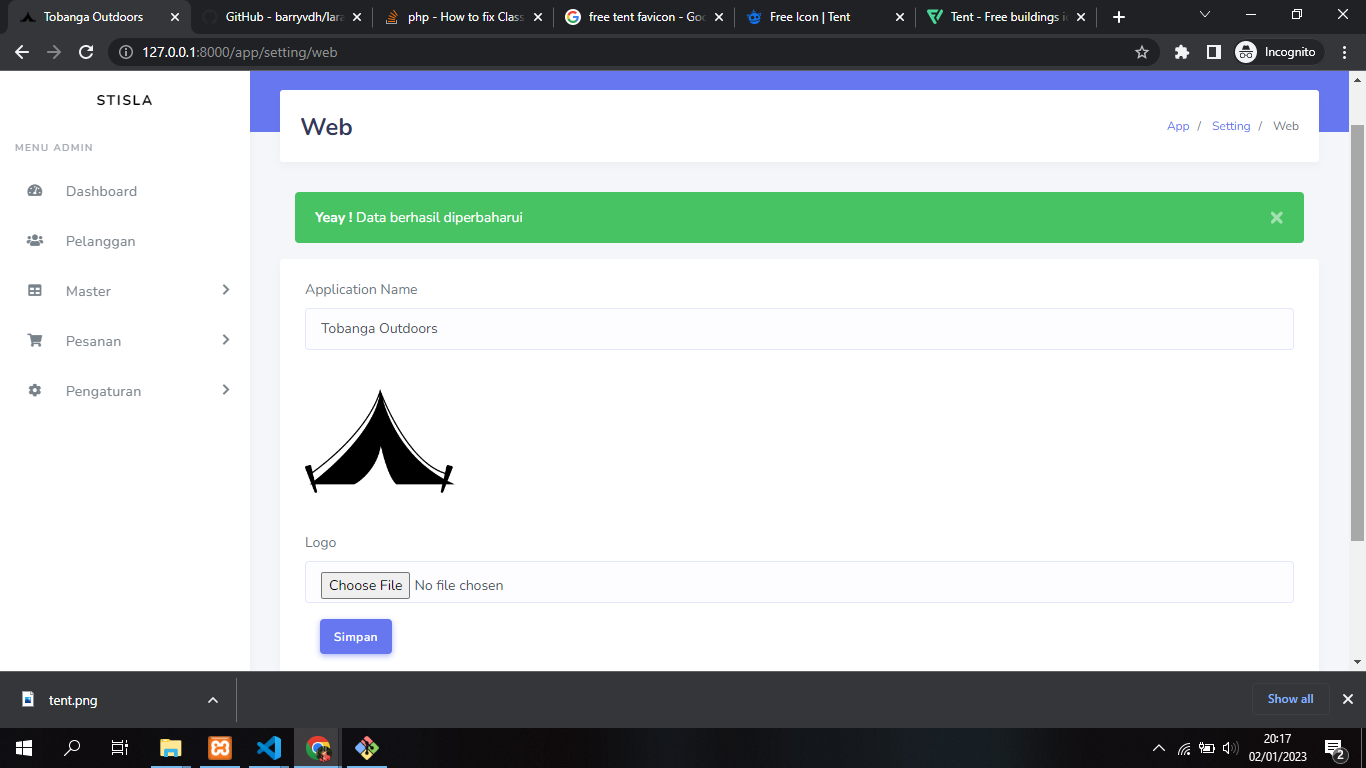 Tobanga Outdoors
GitHub - barryvdh/lara
php - How to fix Class
free tent favicon - Goo
Free Icon | Tent
Tent - Free buildings i
127.0.0.1:8000/app/setting/web
Incognito
STISLA
MENU ADMIN
Dashboard
Pelanggan
Master
Pesanan
Pengaturan
Web
App / Setting / Web
Yeay ! Data berhasil diperbaharui
Application Name
Tobanga Outdoors
Logo
Choose File No file chosen
Simpan
tent.png
Show all
20:17
02/01/2023
2